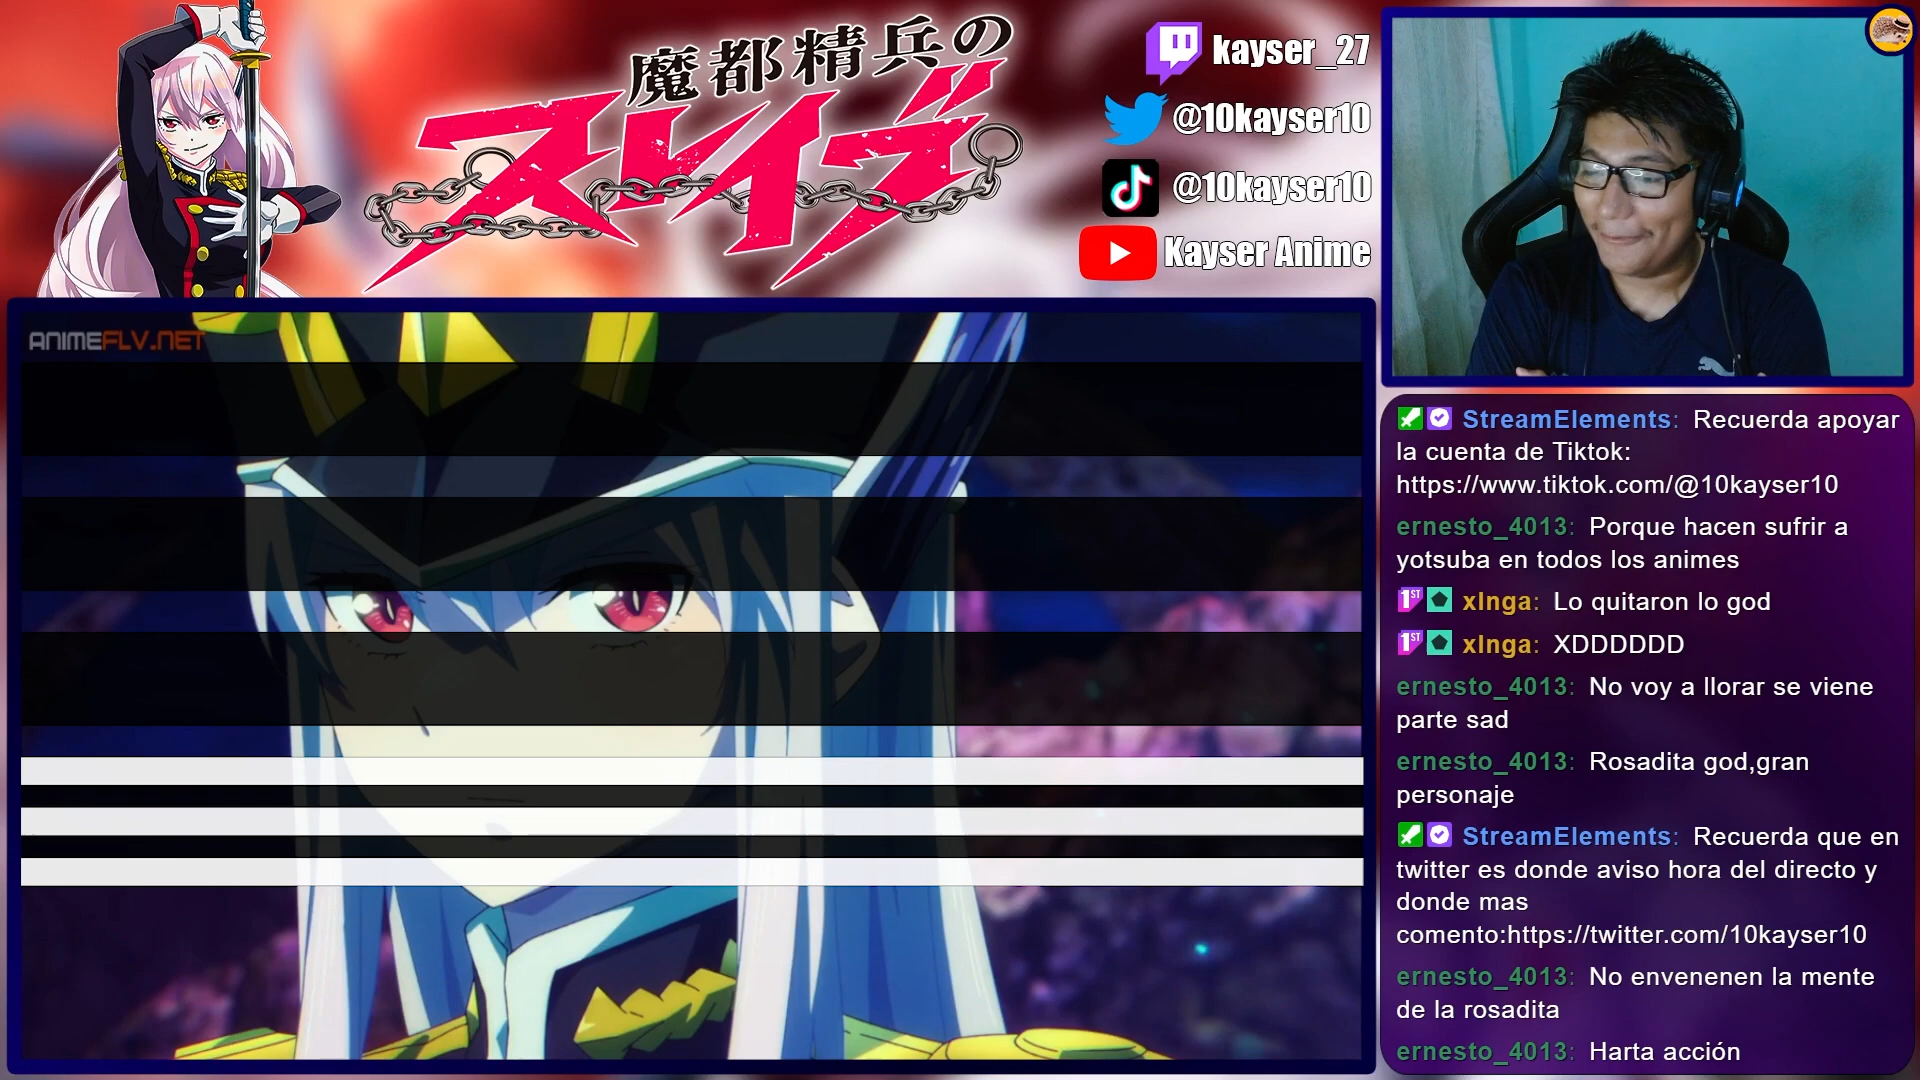 魔都精兵の
スレイブ
kayser_27
@10kayser10
@10kayser10
Kayser Anime
ANIMEFLV.NET
StreamElements: Recuerda apoyar
la cuenta de Tiktok:
https://www.tiktok.com/@10kayser10
ernesto_4013: Porque hacen sufrir a
yotsuba en todos los animes
1ST xInga: Lo quitaron lo god
1ST xInga: XDDDDDD
ernesto_4013: No voy a llorar se viene
parte sad
ernesto_4013: Rosadita god,gran
personaje
StreamElements: Recuerda que en
twitter es donde aviso hora del directo y
donde mas
comento:https://twitter.com/10kayser10
ernesto_4013: No envenenen la mente
de la rosadita
ernesto_4013: Harta acción